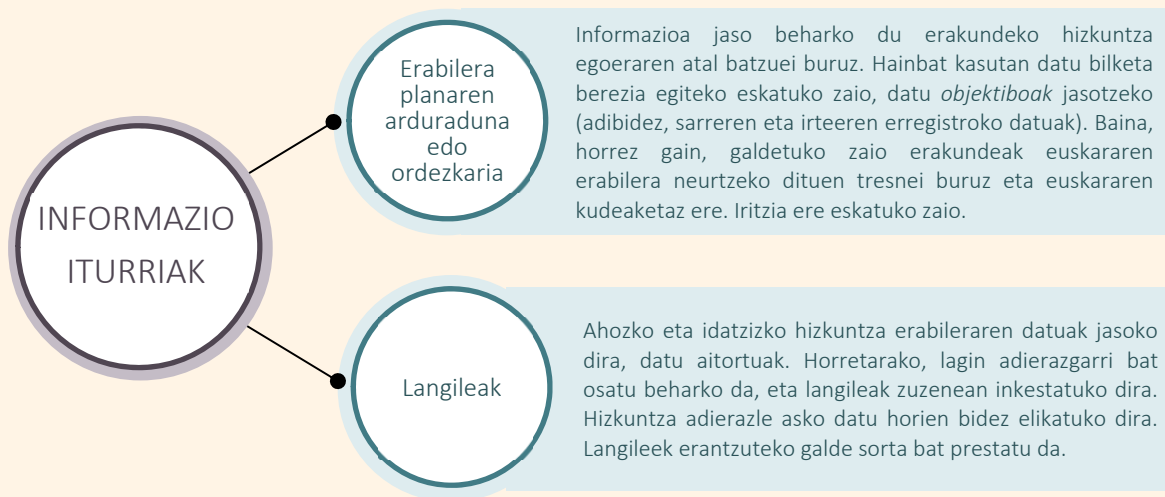 INFORMAZIO
ITURRIAK
Erabilera
planaren
arduraduna
edo
ordezkaria
Informazioa jaso beharko du erakundeko hizkuntza
egoeraren atal batzuei buruz. Hainbat kasutan datu bilketa
berezia egiteko eskatuko zaio, datu objektiboak jasotzeko
(adibidez, sarreren eta irteeren erregistroko datuak). Baina,
horrez gain, galdetuko zaio erakundeak euskararen
erabilera neurtzeko dituen tresnei buruz eta euskararen
kudeaketaz ere. Iritzia ere eskatuko zaio.
Langileak
Ahozko eta idatzizko hizkuntza erabileraren datuak jasoko
dira, datu aitortuak. Horretarako, lagin adierazgarri bat
osatu beharko da, eta langileak zuzenean inkestatuko dira.
Hizkuntza adierazle asko datu horien bidez elikatuko dira.
Langileek erantzuteko galde sorta bat prestatu da.